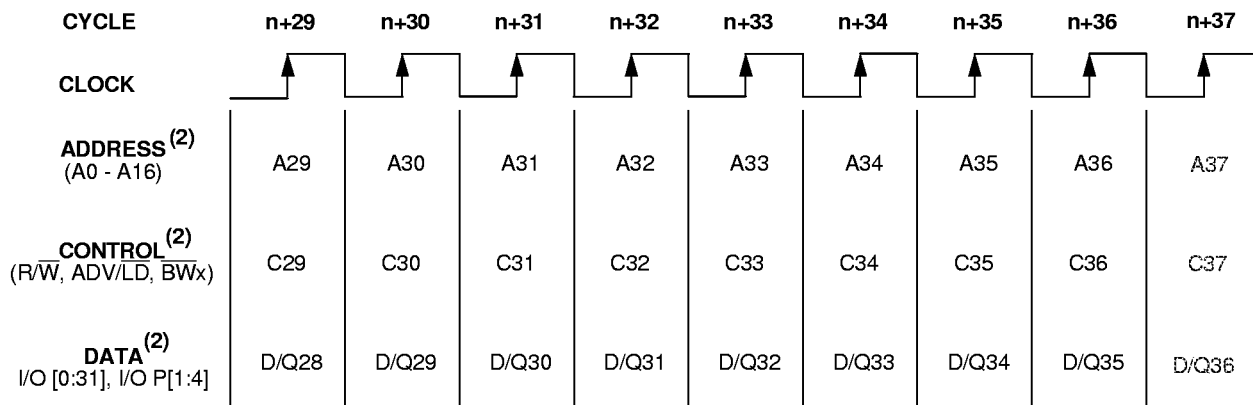 CYCLE n+29 n+30 n+31 n+32 n+33 n+34 n+35 n+36 n+37
CLOCK
ADDRESS(2)
(A0 - A16) A29 A30 A31 A32 A33 A34 A35 A36 A37
CONTROL(2)
(R/W̅, ADV/L̅D̅, B̅W̅x) C29 C30 C31 C32 C33 C34 C35 C36 C37
DATA(2)
I/O [0:31], I/O P[1:4] D/Q28 D/Q29 D/Q30 D/Q31 D/Q32 D/Q33 D/Q34 D/Q35 D/Q36